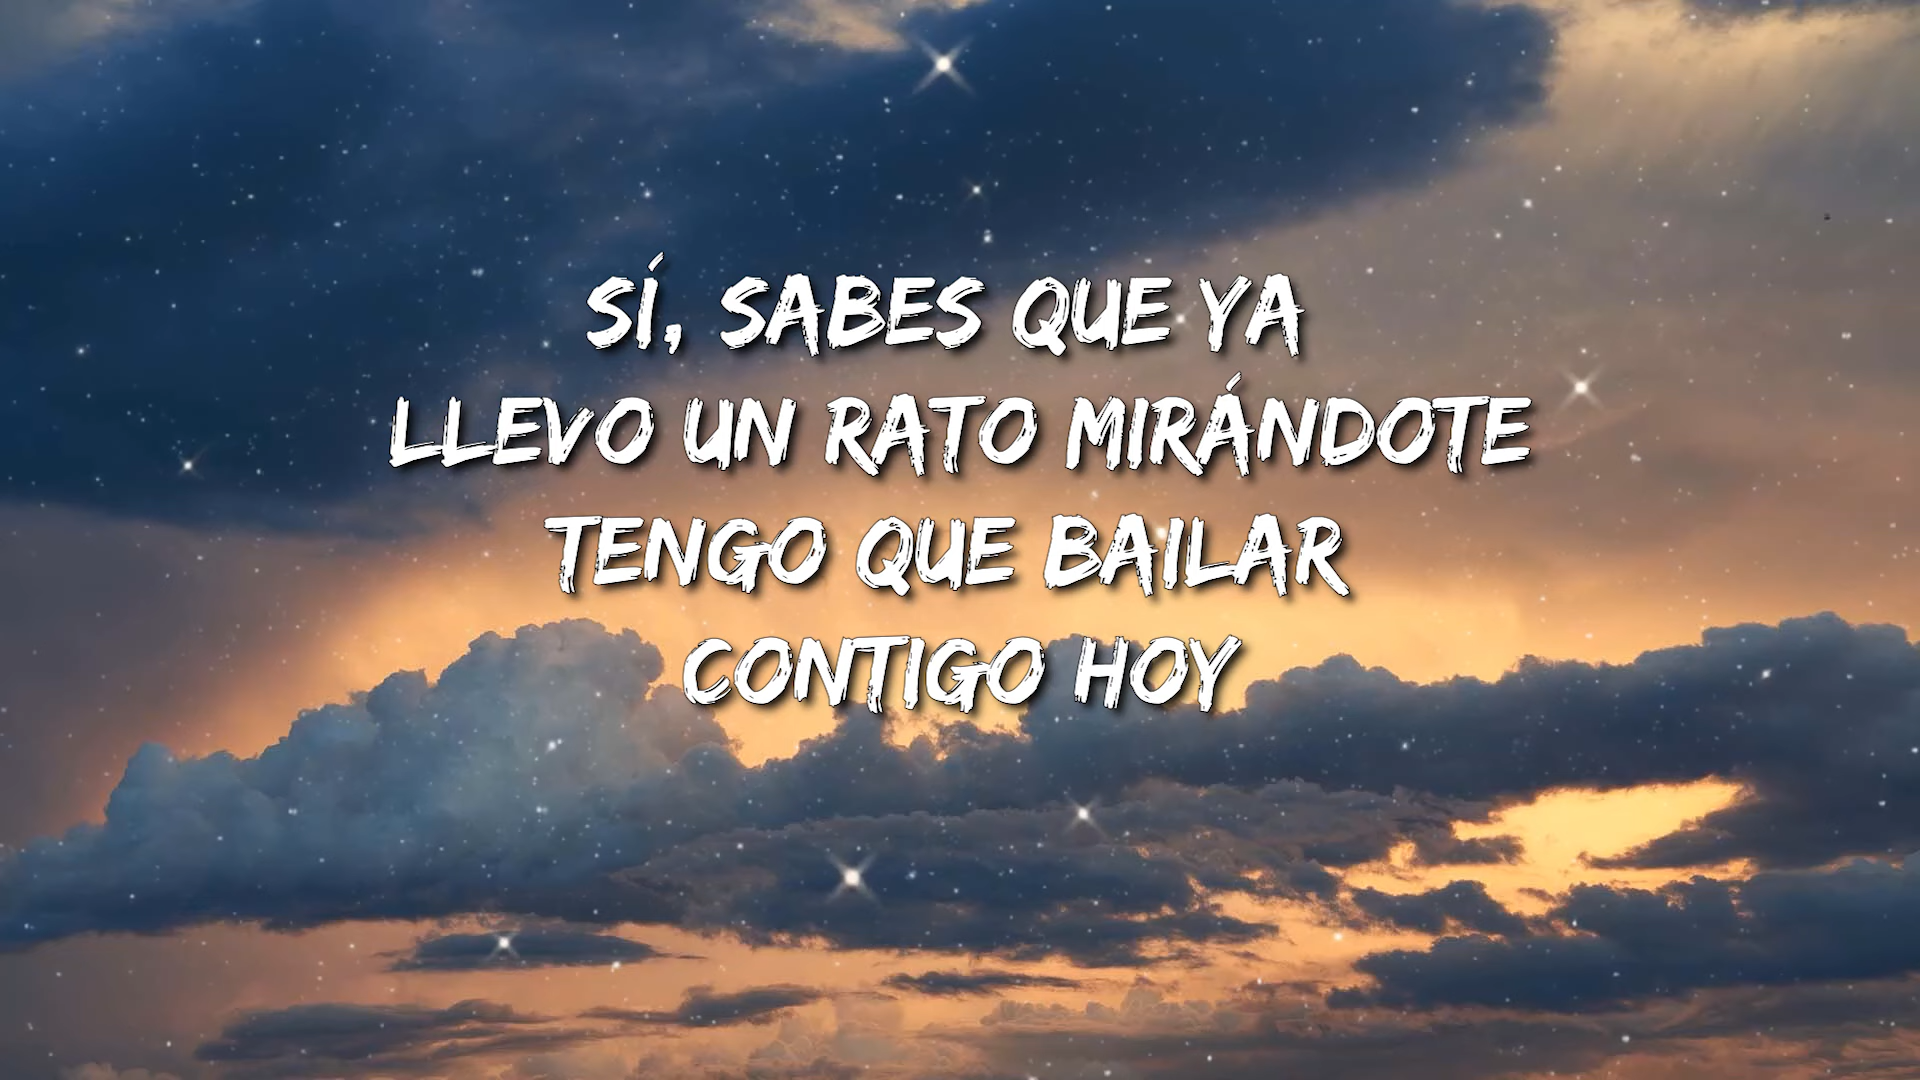 SÍ, SABES QUE YA
LLEVO UN RATO MIRÁNDOTE
TENGO QUE BAILAR
CONTIGO HOY